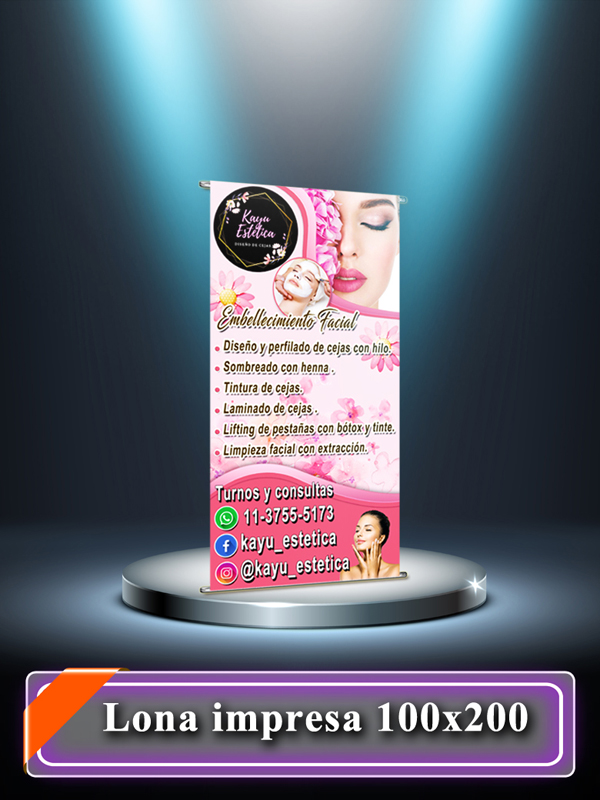 Kayu
Estética
DISEÑO DE CEJAS
Embellecimiento Facial
Diseño y perfilado de cejas con hilo.
Sombreado con henna .
Tintura de cejas.
Laminado de cejas .
Lifting de pestañas con bótox y tinte.
Limpieza facial con extracción.
Turnos y consultas
11-3755-5173
kayu_estetica
@kayu_estetica
Lona impresa 100x200